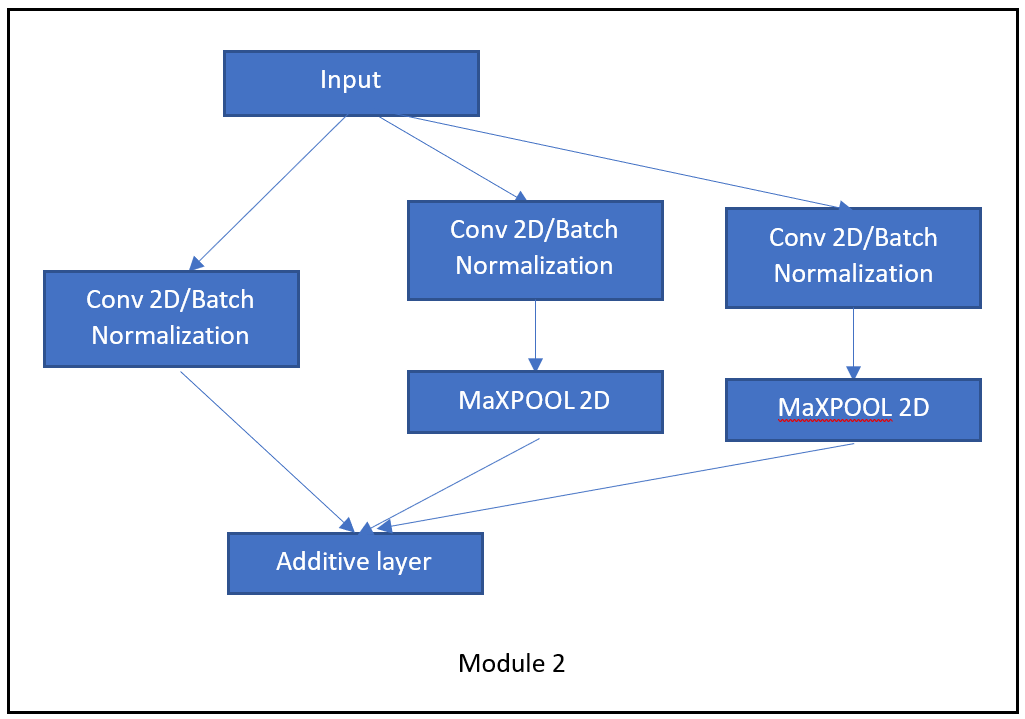 Input
Conv 2D/Batch
Normalization
Conv 2D/Batch
Normalization
Conv 2D/Batch
Normalization
MaXPOOL 2D
MaXPOOL 2D
Additive layer
Module 2